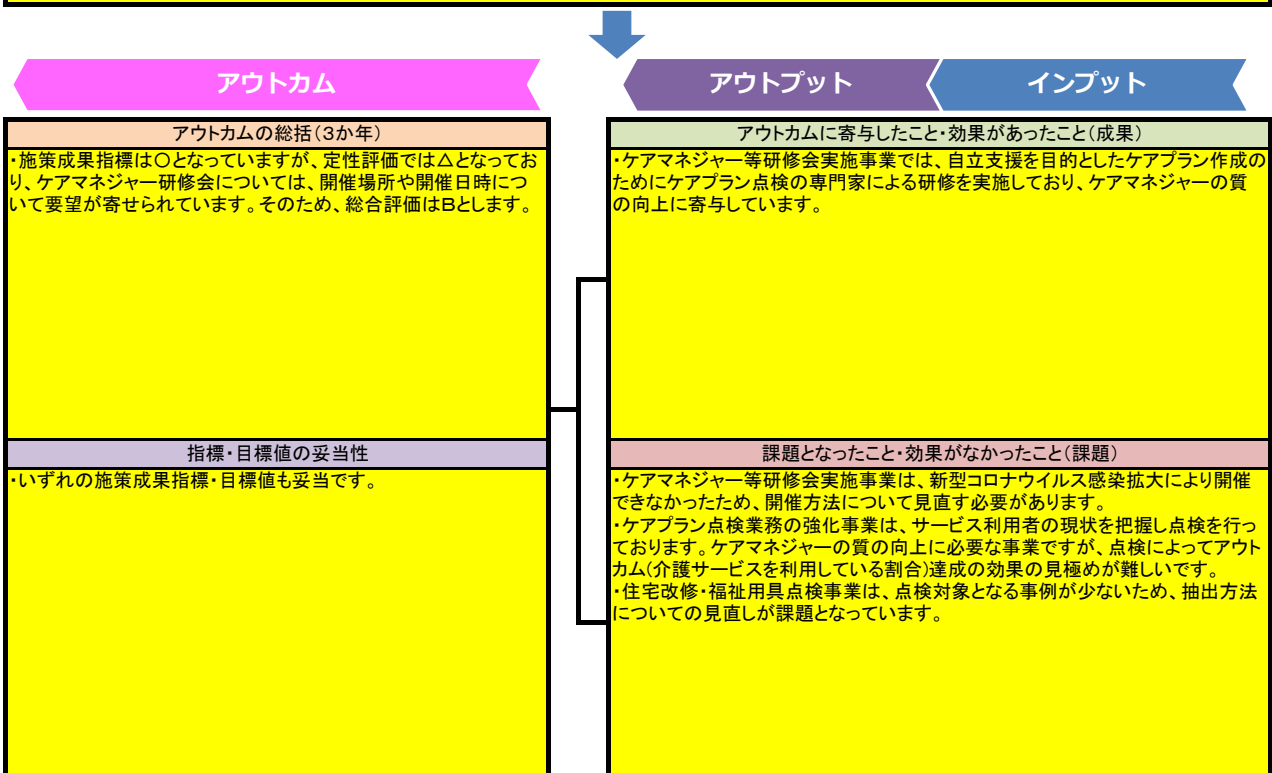 アウトカム
アウトプット
インプット
アウトカムの総括(3か年)
・施策成果指標は〇となっていますが、定性評価では△となってお
り、ケアマネジャー研修会については、開催場所や開催日時につ
いて要望が寄せられています。そのため、総合評価はBとします。
指標・目標値の妥当性
・いずれの施策成果指標・目標値も妥当です。
アウトカムに寄与したこと・効果があったこと(成果)
・ケアマネジャー等研修会実施事業では、自立支援を目的としたケアプラン作成の
ためにケアプラン点検の専門家による研修を実施しており、ケアマネジャーの質
の向上に寄与しています。
課題となったこと・効果がなかったこと(課題)
・ケアマネジャー等研修会実施事業は、新型コロナウイルス感染拡大により開催
できなかったため、開催方法について見直す必要があります。
・ケアプラン点検業務の強化事業は、サービス利用者の現状を把握し点検を行っ
ております。ケアマネジャーの質の向上に必要な事業ですが、点検によってアウト
カム(介護サービスを利用している割合)達成の効果の見極めが難しいです。
・住宅改修・福祉用具点検事業は、点検対象となる事例が少ないため、抽出方法
についての見直しが課題となっています。